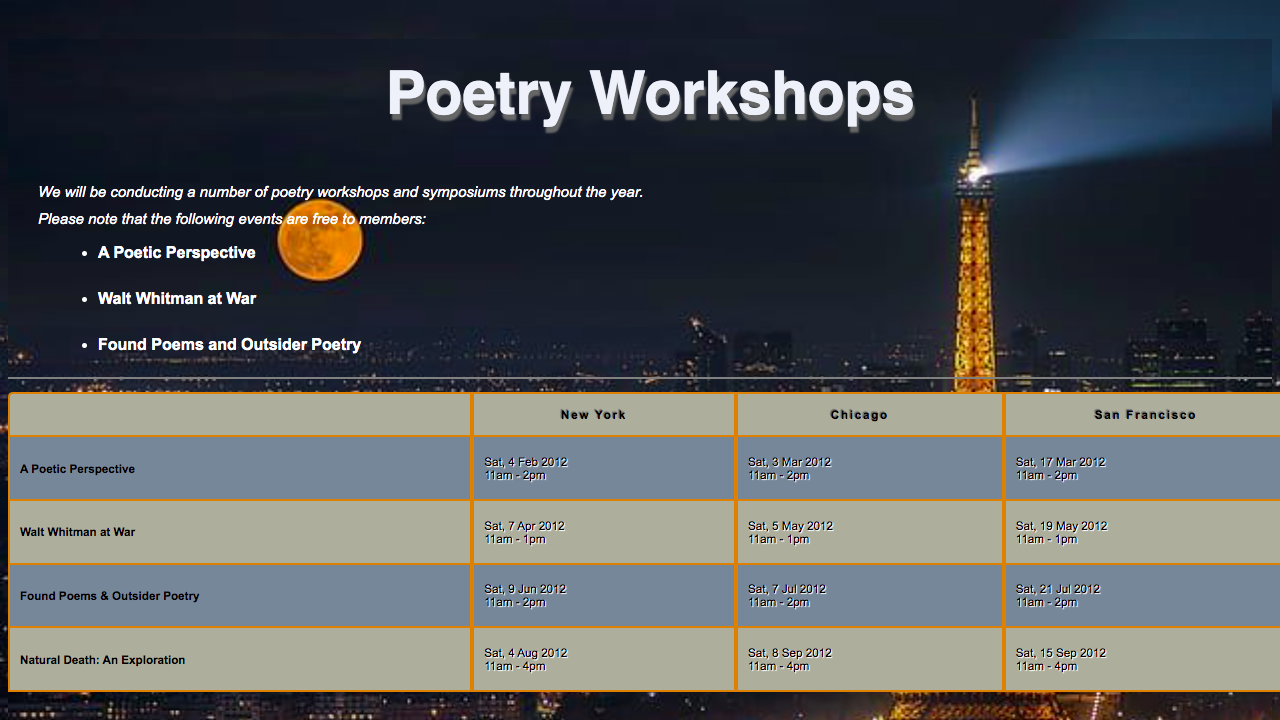 Poetry Workshops
We will be conducting a number of poetry workshops and symposiums throughout the year.
Please note that the following events are free to members:
• A Poetic Perspective
• Walt Whitman at War
• Found Poems and Outsider Poetry
New York Chicago San Francisco
A Poetic Perspective Sat, 4 Feb 2012 Sat, 3 Mar 2012 Sat, 17 Mar 2012
11am - 2pm 11am - 2pm 11am - 2pm
Walt Whitman at War Sat, 7 Apr 2012 Sat, 5 May 2012 Sat, 19 May 2012
11am - 1pm 11am - 1pm 11am - 1pm
Found Poems & Outsider Poetry Sat, 9 Jun 2012 Sat, 7 Jul 2012 Sat, 21 Jul 2012
11am - 2pm 11am - 2pm 11am - 2pm
Natural Death: An Exploration Sat, 4 Aug 2012 Sat, 8 Sep 2012 Sat, 15 Sep 2012
11am - 4pm 11am - 4pm 11am - 4pm